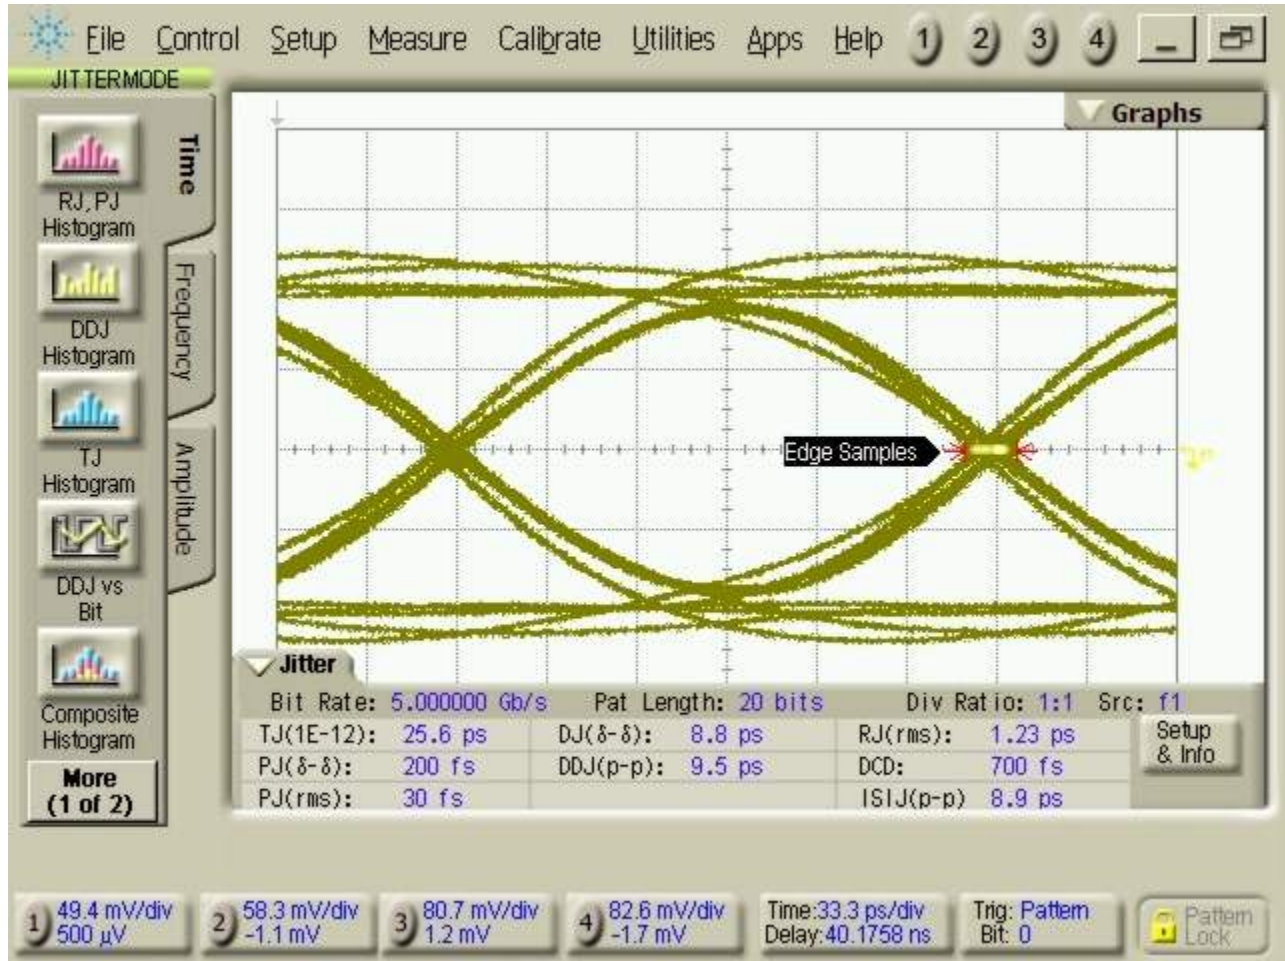 File Control Setup Measure Calibrate Utilities Apps Help 1 2 3 4
JITTERMODE
Time
Frequency
Amplitude
RJ, PJ
Histogram
DDJ
Histogram
TJ
Histogram
DDJ vs
Bit
Composite
Histogram
More
(1 of 2)
Graphs
Edge Samples
Jitter
Bit Rate: 5.000000 Gb/s Pat Length: 20 bits Div Ratio: 1:1 Src: f1
TJ(1E-12): 25.6 ps DJ(δ-δ): 8.8 ps RJ(rms): 1.23 ps
PJ(δ-δ): 200 fs DDJ(p-p): 9.5 ps DCD: 700 fs
PJ(rms): 30 fs ISIJ(p-p) 8.9 ps
Setup
& Info
1 49.4 mV/div
500 µV
2 58.3 mV/div
-1.1 mV
3 80.7 mV/div
1.2 mV
4 82.6 mV/div
-1.7 mV
Time:33.3 ps/div
Delay:40.1758 ns
Trig: Pattern
Bit: 0
Pattern
Lock